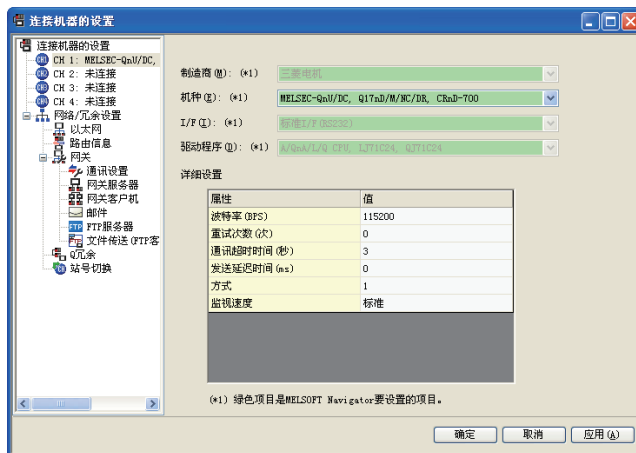 连接机器的设置
连接机器的设置
CH 1: MELSEC-QnU/DC,
CH 2: 未连接
CH 3: 未连接
CH 4: 未连接
网络/冗余设置
以太网
路由信息
网关
通讯设置
网关服务器
网关客户机
邮件
FTP服务器
文件传送(FTP客
Q冗余
站号切换
制造商(M): (*1) 三菱电机
机种(E): (*1) MELSEC-QnU/DC, Q17nD/M/NC/DR, CRnD-700
I/F(I): (*1) 标准I/F(RS232)
驱动程序(D): (*1) A/QnA/L/Q CPU, LJ71C24, QJ71C24
详细设置
属性 值
波特率(BPS) 115200
重试次数(次) 0
通讯超时时间(秒) 3
发送延迟时间(ms) 0
方式 1
监视速度 标准
(*1) 绿色项目是MELSOFT Navigator要设置的项目。
确定 取消 应用(A)